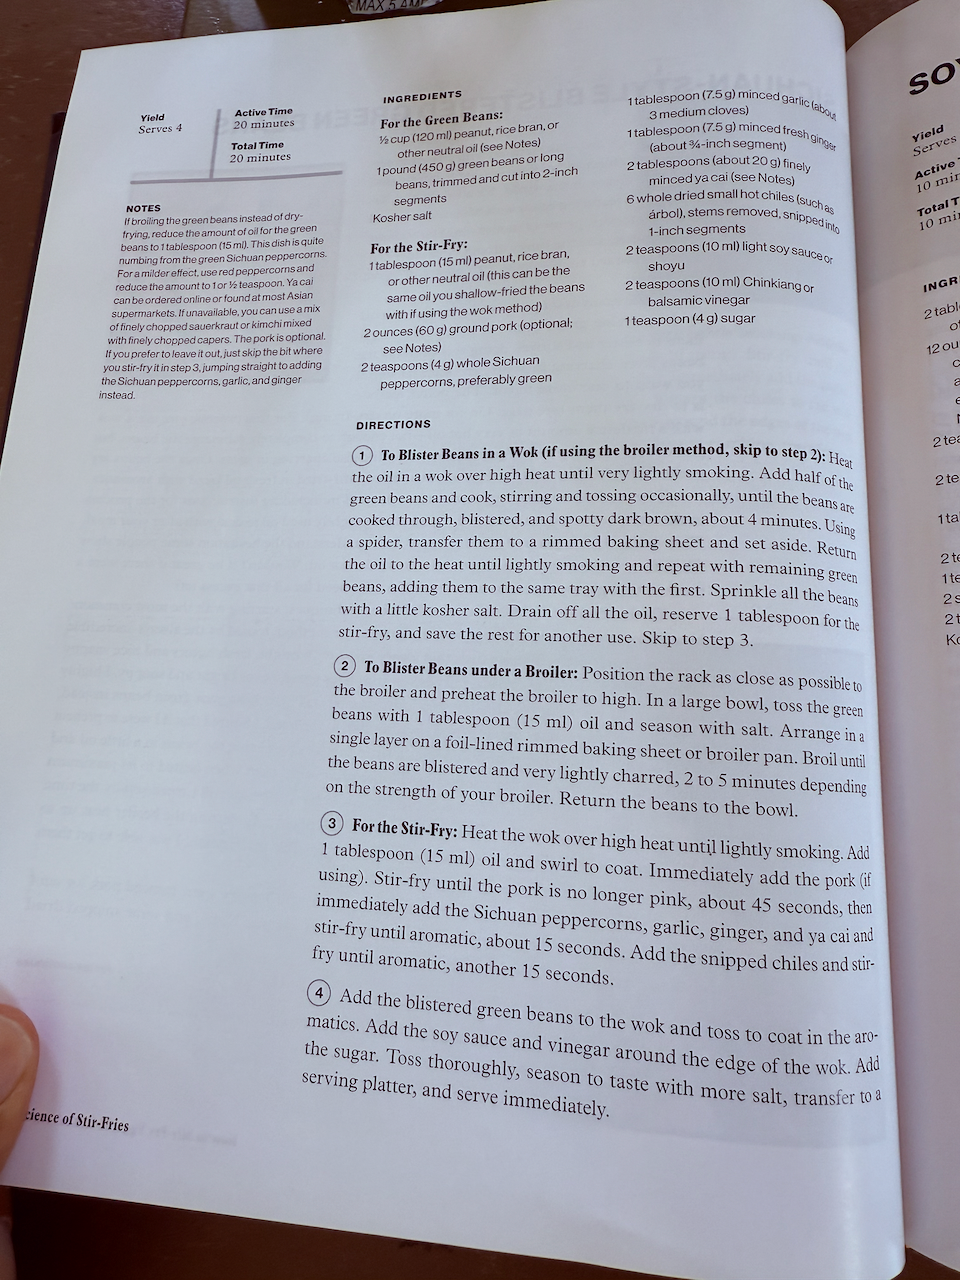 MAX 5 AM
Yield
Serves 4
Active Time
20 minutes
Total Time
20 minutes
NOTES
If broiling the green beans instead of dry-
frying, reduce the amount of oil for the green
beans to 1 tablespoon (15 ml). This dish is quite
numbing from the green Sichuan peppercorns.
For a milder effect, use red peppercorns and
reduce the amount to 1 or ½ teaspoon. Ya cai
can be ordered online or found at most Asian
supermarkets. If unavailable, you can use a mix
of finely chopped sauerkraut or kimchi mixed
with finely chopped capers. The pork is optional.
If you prefer to leave it out, just skip the bit where
you stir-fry it in step 3, jumping straight to adding
the Sichuan peppercorns, garlic, and ginger
instead.
INGREDIENTS
For the Green Beans:
½ cup (120 ml) peanut, rice bran, or
other neutral oil (see Notes)
1 pound (450 g) green beans or long
beans, trimmed and cut into 2-inch
segments
Kosher salt
For the Stir-Fry:
1 tablespoon (15 ml) peanut, rice bran,
or other neutral oil (this can be the
same oil you shallow-fried the beans
with if using the wok method)
2 ounces (60 g) ground pork (optional;
see Notes)
2 teaspoons (4 g) whole Sichuan
peppercorns, preferably green
1 tablespoon (7.5 g) minced garlic (about
3 medium cloves)
1 tablespoon (7.5 g) minced fresh ginger
(about ¾-inch segment)
2 tablespoons (about 20 g) finely
minced ya cai (see Notes)
6 whole dried small hot chiles (such as
árbol), stems removed, snipped into
1-inch segments
2 teaspoons (10 ml) light soy sauce or
shoyu
2 teaspoons (10 ml) Chinkiang or
balsamic vinegar
1 teaspoon (4 g) sugar
DIRECTIONS
1 To Blister Beans in a Wok (if using the broiler method, skip to step 2): Heat
the oil in a wok over high heat until very lightly smoking. Add half of the
green beans and cook, stirring and tossing occasionally, until the beans are
cooked through, blistered, and spotty dark brown, about 4 minutes. Using
a spider, transfer them to a rimmed baking sheet and set aside. Return
the oil to the heat until lightly smoking and repeat with remaining green
beans, adding them to the same tray with the first. Sprinkle all the beans
with a little kosher salt. Drain off all the oil, reserve 1 tablespoon for the
stir-fry, and save the rest for another use. Skip to step 3.
2 To Blister Beans under a Broiler: Position the rack as close as possible to
the broiler and preheat the broiler to high. In a large bowl, toss the green
beans with 1 tablespoon (15 ml) oil and season with salt. Arrange in a
single layer on a foil-lined rimmed baking sheet or broiler pan. Broil until
the beans are blistered and very lightly charred, 2 to 5 minutes depending
on the strength of your broiler. Return the beans to the bowl.
3 For the Stir-Fry: Heat the wok over high heat until lightly smoking. Add
1 tablespoon (15 ml) oil and swirl to coat. Immediately add the pork (if
using). Stir-fry until the pork is no longer pink, about 45 seconds, then
immediately add the Sichuan peppercorns, garlic, ginger, and ya cai and
stir-fry until aromatic, about 15 seconds. Add the snipped chiles and stir-
fry until aromatic, another 15 seconds.
4 Add the blistered green beans to the wok and toss to coat in the aro-
matics. Add the soy sauce and vinegar around the edge of the wok. Add
the sugar. Toss thoroughly, season to taste with more salt, transfer to a
serving platter, and serve immediately.
cience of Stir-Fries
SO
Yield
Serves
Active
10 min
Total T
10 mi
INGR
2 tabl
12 ou
2 tea
2 te
1 ta
2 te
1 te
2 s
2 t
Ko